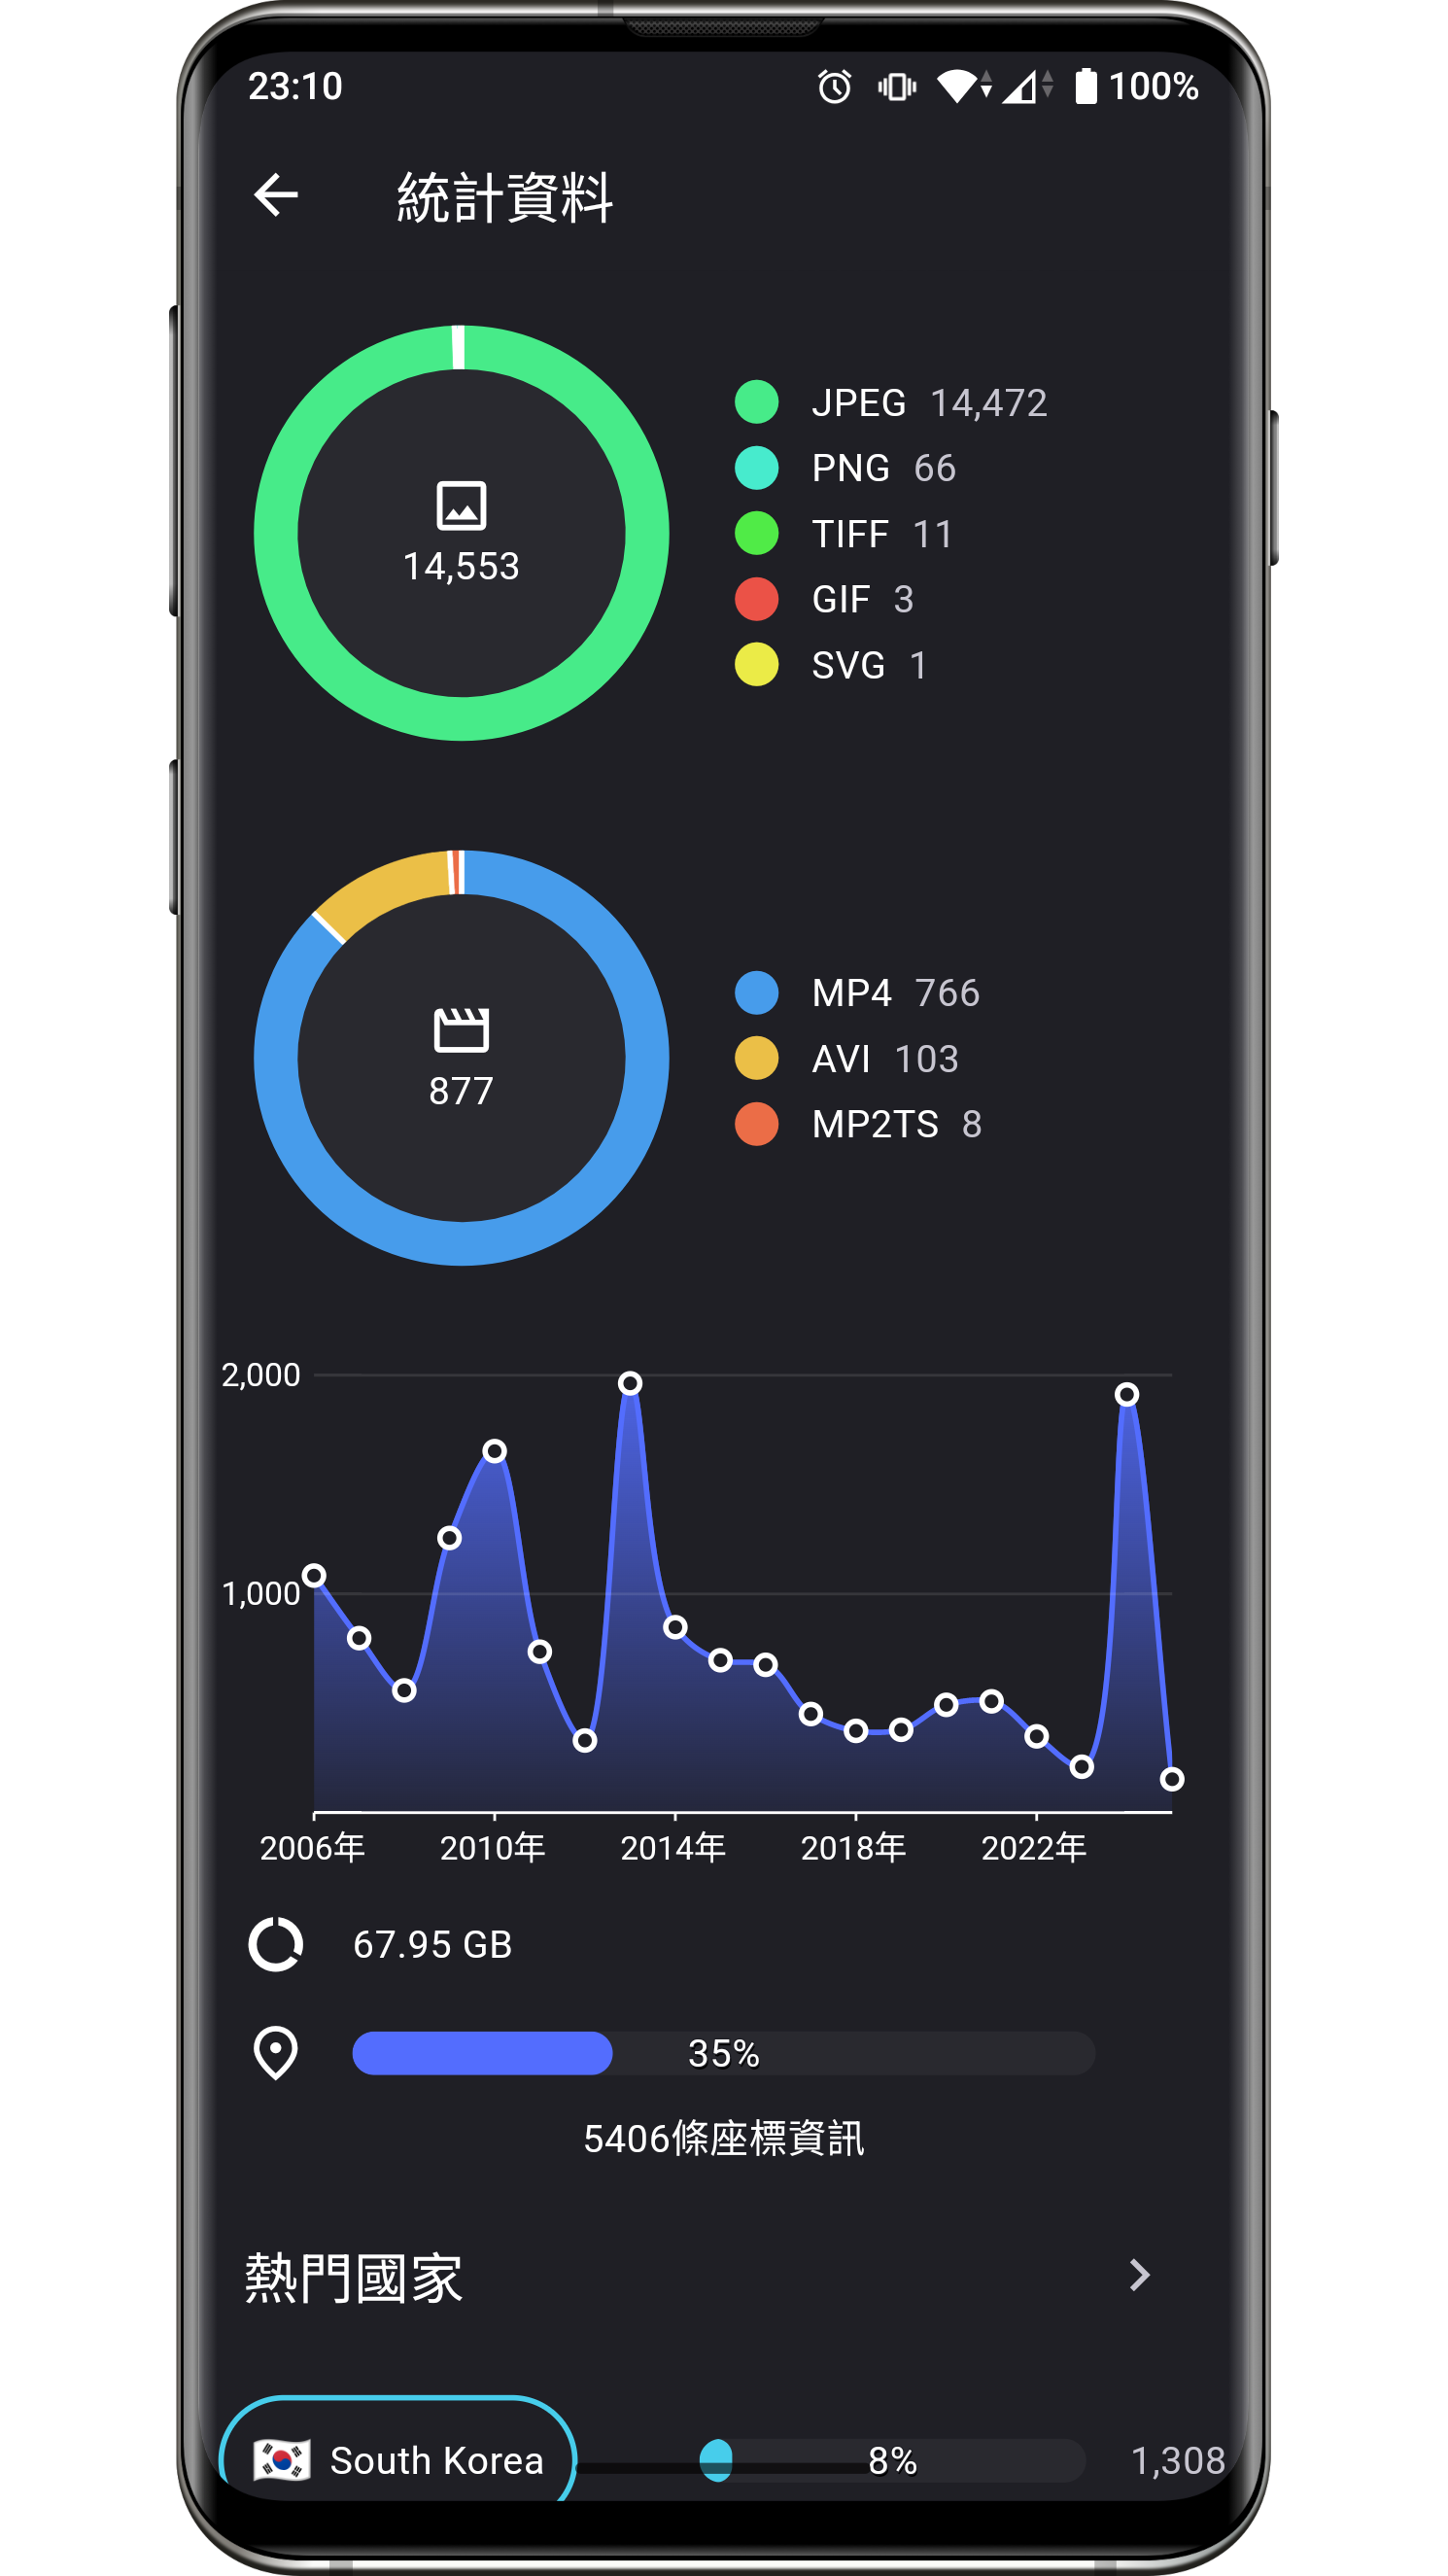 23:10 100%
統計資料
14,553
JPEG 14,472
PNG 66
TIFF 11
GIF 3
SVG 1
877
MP4 766
AVI 103
MP2TS 8
2,000
1,000
2006年 2010年 2014年 2018年 2022年
67.95 GB
35%
5406條座標資訊
熱門國家
South Korea 8% 1,308